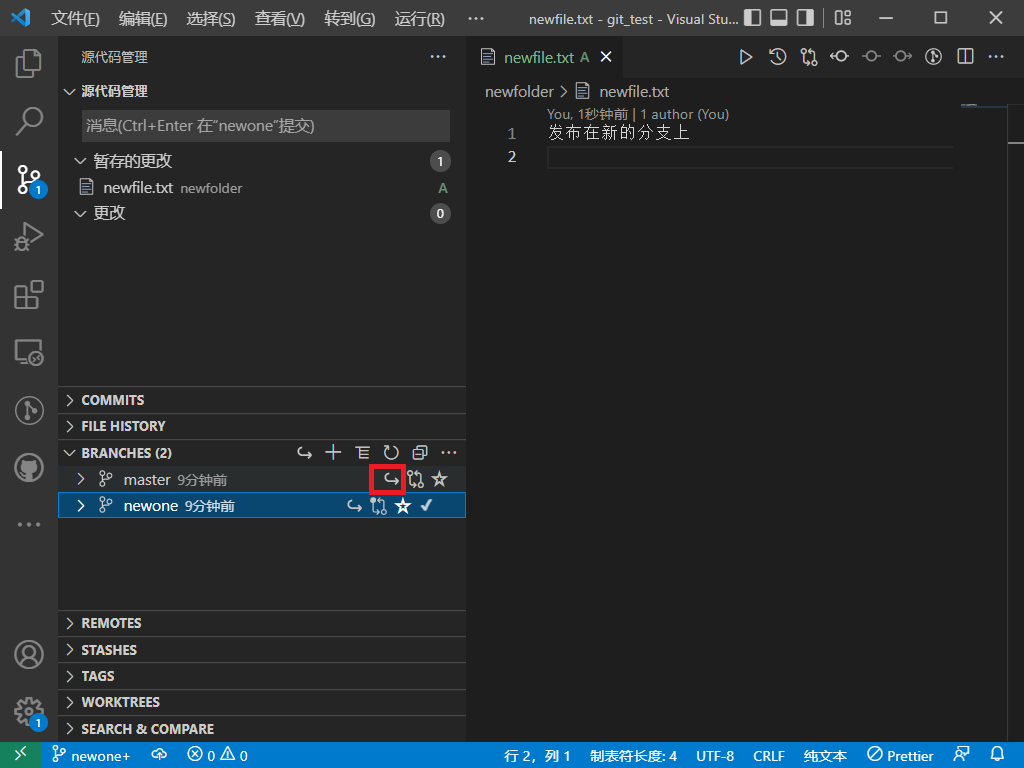 文件(F) 编辑(E) 选择(S) 查看(V) 转到(G) 运行(R) ··· newfile.txt - git_test - Visual Stu...
源代码管理
源代码管理
消息(Ctrl+Enter 在“newone”提交)
暂存的更改 1
newfile.txt newfolder A
更改 0
COMMITS
FILE HISTORY
BRANCHES (2)
master 9分钟前
newone 9分钟前
REMOTES
STASHES
TAGS
WORKTREES
SEARCH & COMPARE
newfile.txt A
newfolder > newfile.txt
You, 1秒钟前 | 1 author (You)
1 发布在新的分支上
2
1
1
newone+ 0 0 行 2，列 1 制表符长度: 4 UTF-8 CRLF 纯文本 Prettier